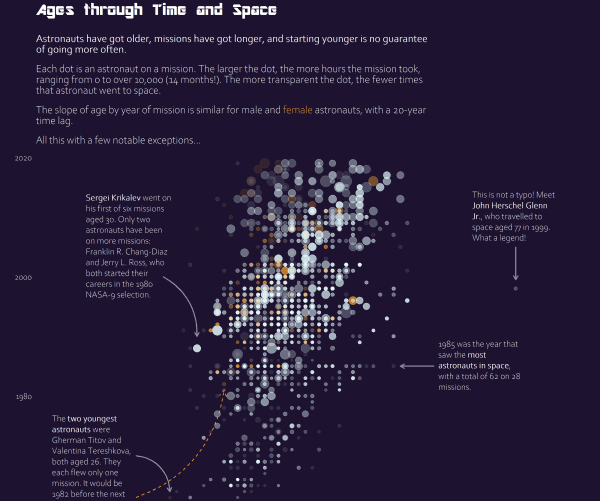 Ages through Time and Space
Astronauts have got older, missions have got longer, and starting younger is no guarantee
of going more often.
Each dot is an astronaut on a mission. The larger the dot, the more hours the mission took,
ranging from 0 to over 10,000 (14 months!). The more transparent the dot, the fewer times
that astronaut went to space.
The slope of age by year of mission is similar for male and female astronauts, with a 20-year
time lag.
All this with a few notable exceptions...
2020
Sergei Krikalev went on
his first of six missions
aged 30. Only two
astronauts have been
on more missions:
Franklin R. Chang-Diaz
and Jerry L. Ross, who
both started their
careers in the 1980
NASA-9 selection.
This is not a typo! Meet
John Herschel Glenn
Jr., who travelled to
space aged 77 in 1999.
What a legend!
2000
1985 was the year that
saw the most
astronauts in space,
with a total of 62 on 28
missions.
1980
The two youngest
astronauts were
Gherman Titov and
Valentina Tereshkova,
both aged 26. They
each flew only one
mission. It would be
1982 before the next